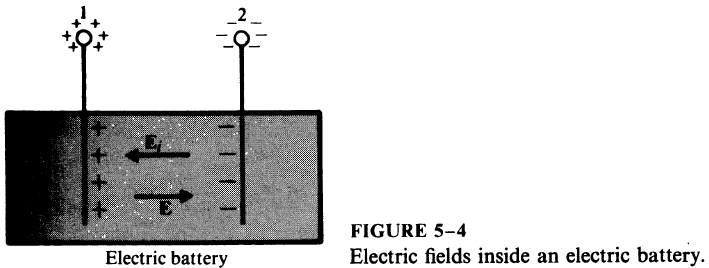 1
2
E_i
E
Electric battery
FIGURE 5–4
Electric fields inside an electric battery.